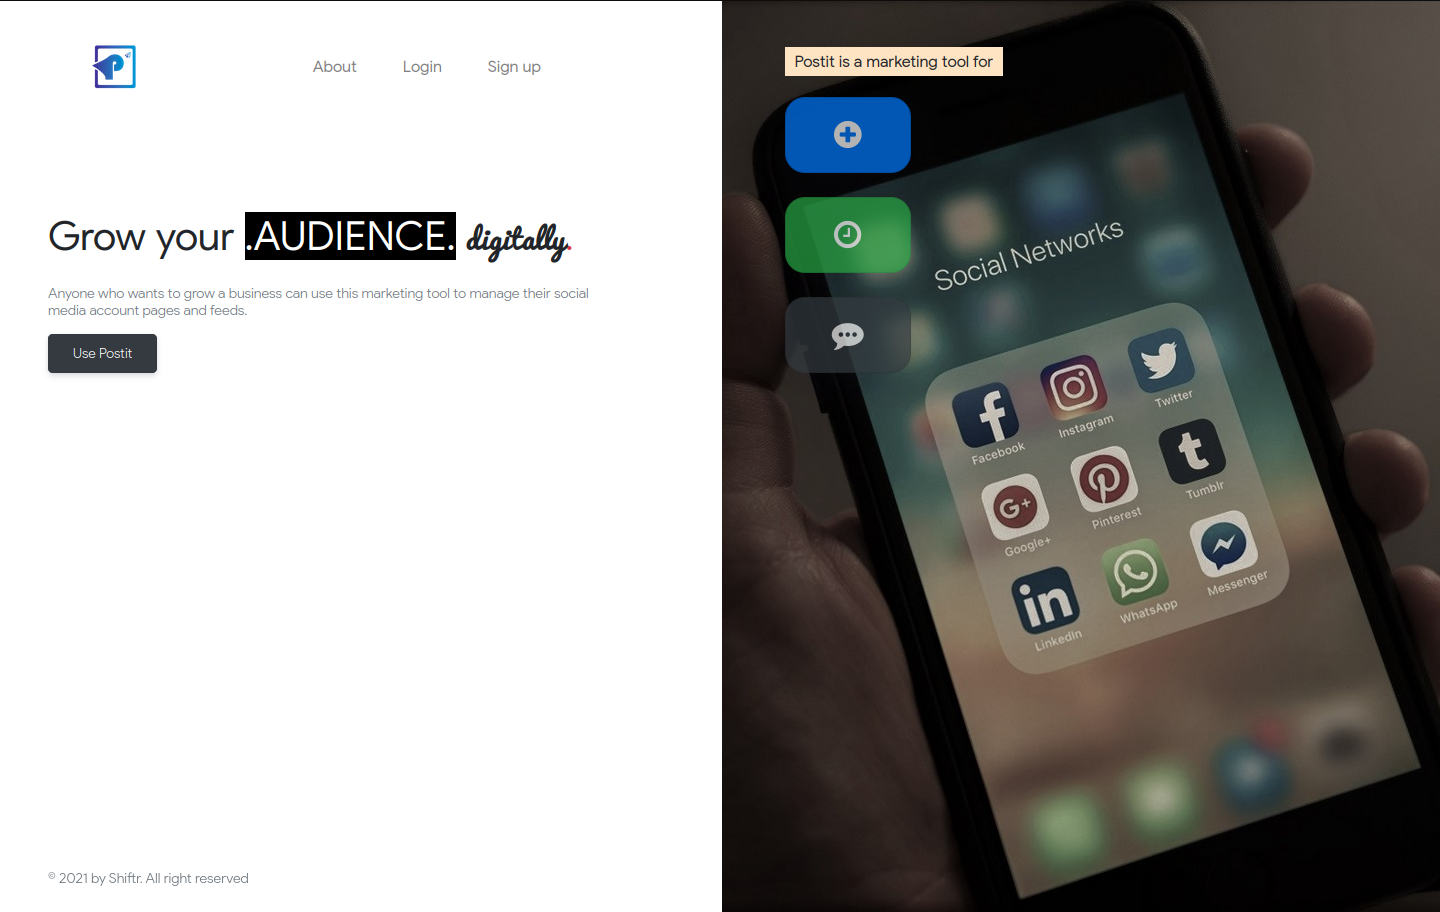 About Login Sign up
Grow your .AUDIENCE. digitally.
Anyone who wants to grow a business can use this marketing tool to manage their social
media account pages and feeds.
Use Postit
© 2021 by Shiftr. All right reserved
Postit is a marketing tool for
Social Networks
Facebook Instagram Twitter
Google+ Pinterest Tumblr
LinkedIn WhatsApp Messenger